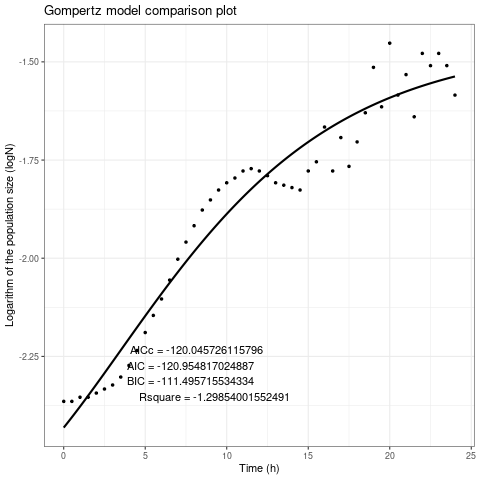 Gompertz model comparison plot
Logarithm of the population size (logN)
-1.50
-1.75
-2.00
-2.25
AICc = -120.045726115796
AIC = -120.954817024887
BIC = -111.495715534334
Rsquare = -1.29854001552491
0 5 10 15 20 25
Time (h)